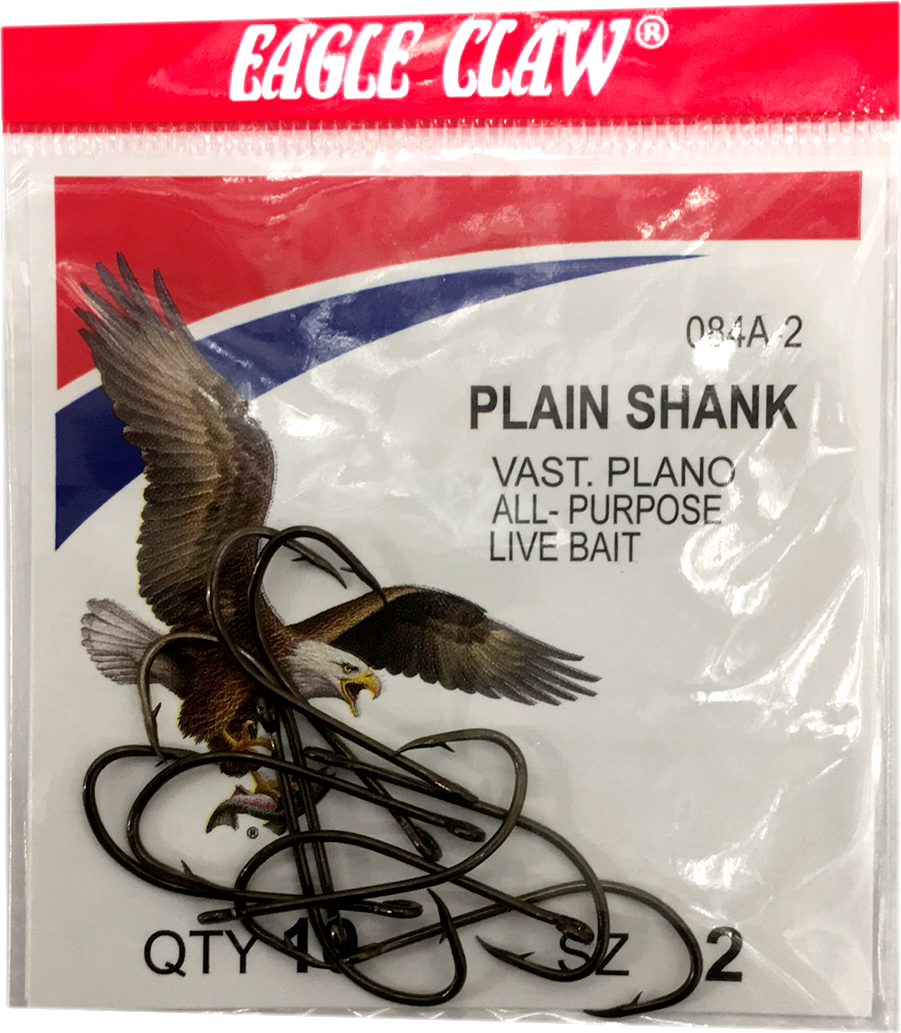 EAGLE CLAW®
084A-2
PLAIN SHANK
VAST. PLANO
ALL- PURPOSE
LIVE BAIT
®
QTY
SZ 2